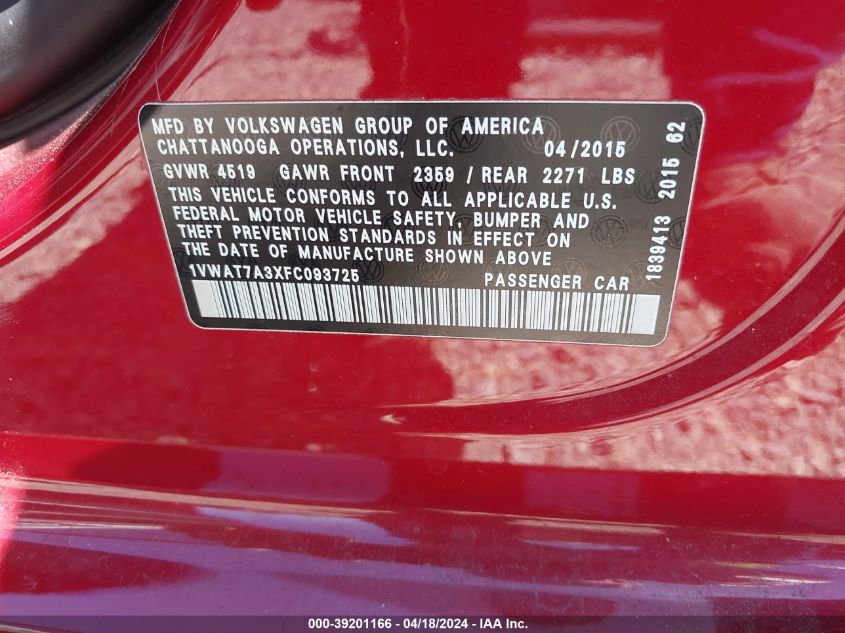 MFD BY VOLKSWAGEN GROUP OF AMERICA
CHATTANOOGA OPERATIONS, LLC. 04/2015
GVWR 4519 GAWR FRONT 2359 / REAR 2271 LBS
THIS VEHICLE CONFORMS TO ALL APPLICABLE U.S.
FEDERAL MOTOR VEHICLE SAFETY, BUMPER AND
THEFT PREVENTION STANDARDS IN EFFECT ON
THE DATE OF MANUFACTURE SHOWN ABOVE
1VWAT7A3XFC093725 PASSENGER CAR
1839413 2015 62
000-39201166 - 04/18/2024 - IAA Inc.